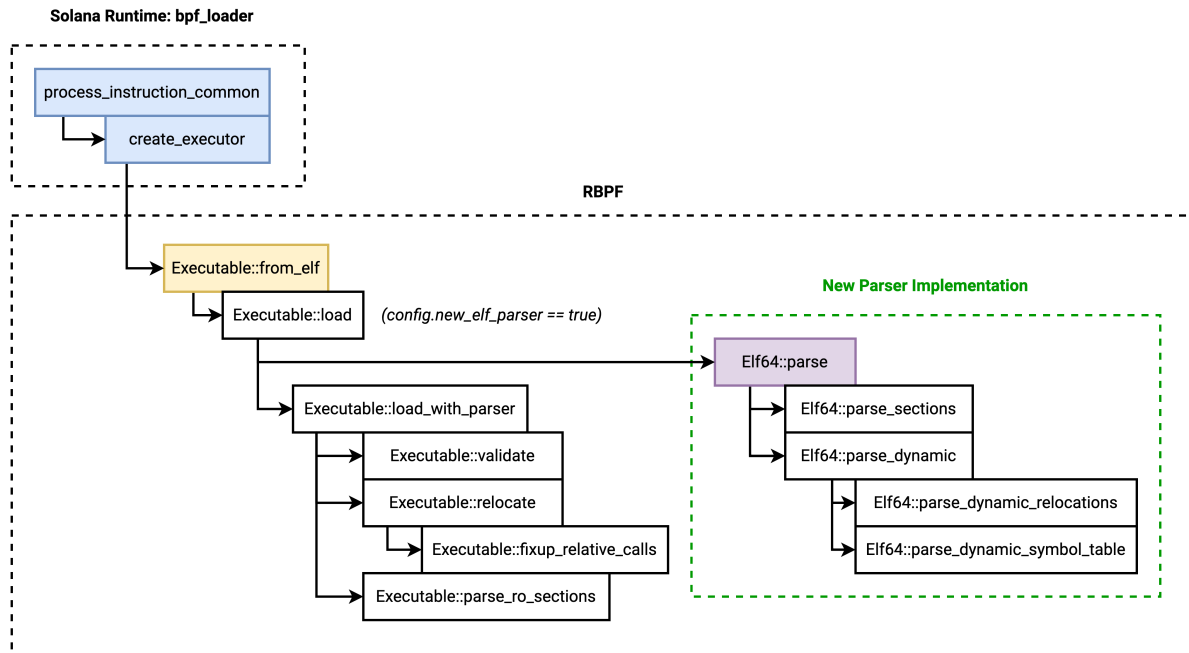 Solana Runtime: bpf_loader
process_instruction_common
create_executor
RBPF
Executable::from_elf
Executable::load
(config.new_elf_parser == true)
New Parser Implementation
Elf64::parse
Executable::load_with_parser
Elf64::parse_sections
Executable::validate
Elf64::parse_dynamic
Executable::relocate
Elf64::parse_dynamic_relocations
Executable::fixup_relative_calls
Elf64::parse_dynamic_symbol_table
Executable::parse_ro_sections